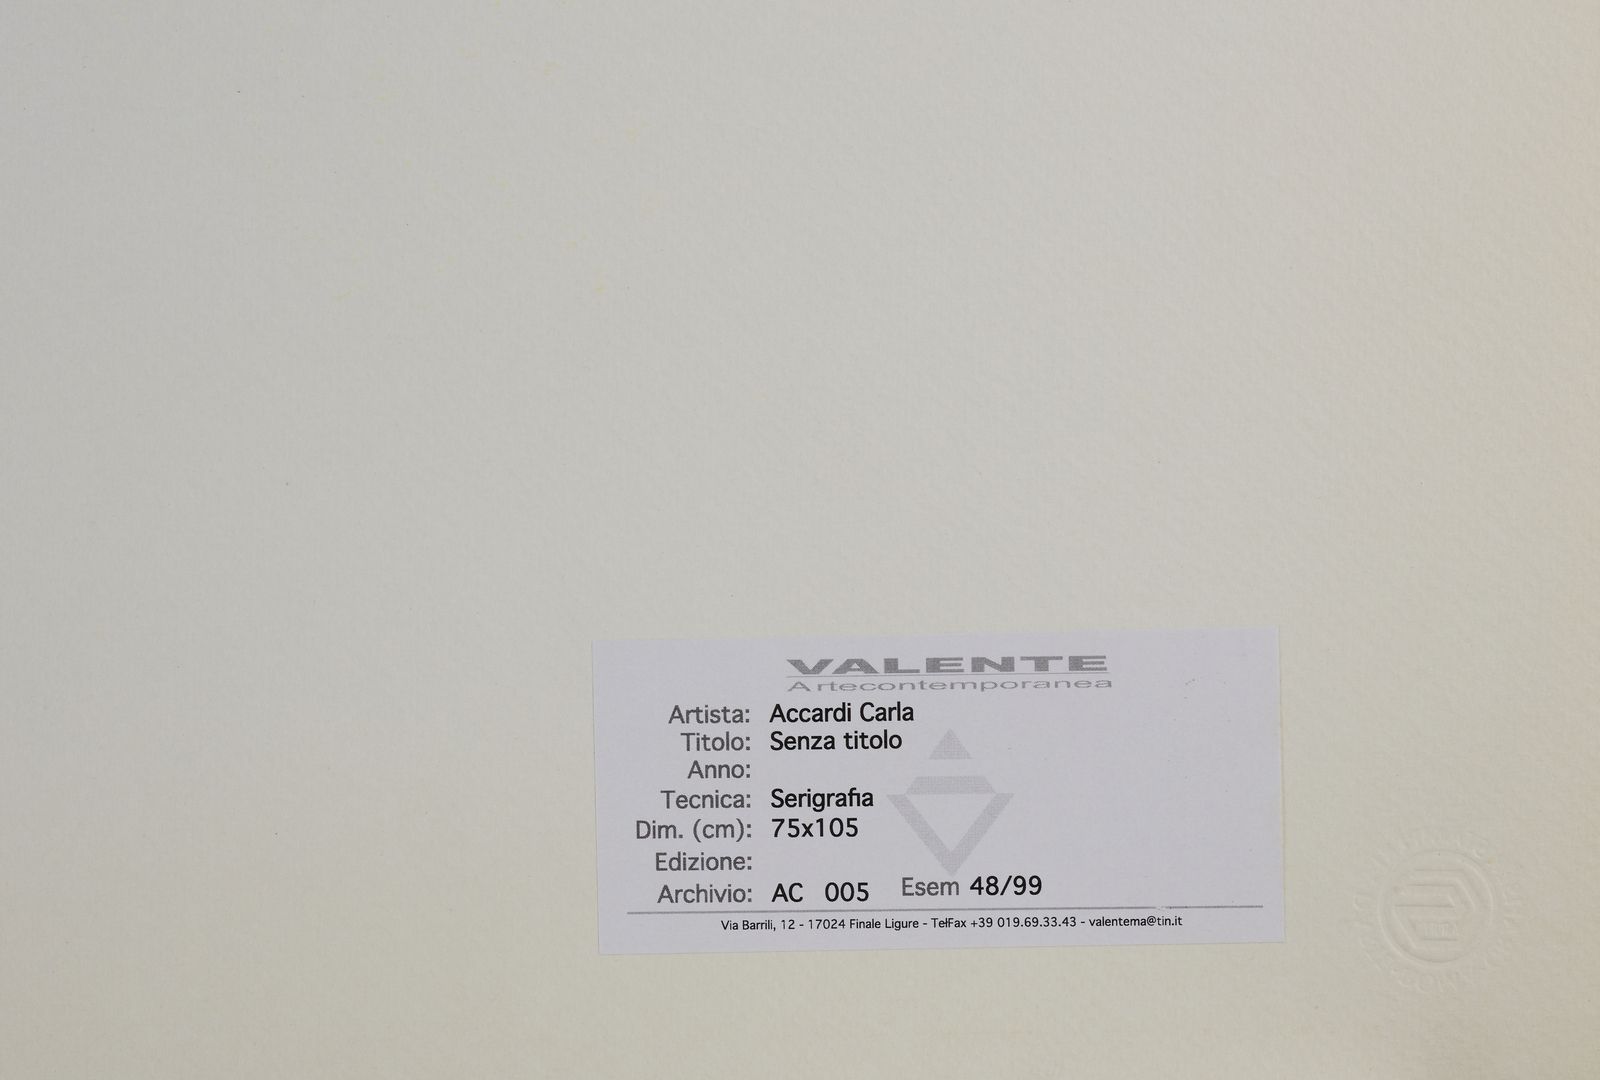 VALENTE
Artecontemporanea
Artista: Accardi Carla
Titolo: Senza titolo
Anno:
Tecnica: Serigrafia
Dim. (cm): 75x105
Edizione:
Archivio: AC 005 Esem 48/99
Via Barrili, 12 - 17024 Finale Ligure - TelFax +39 019.69.33.43 - valentema@tin.it